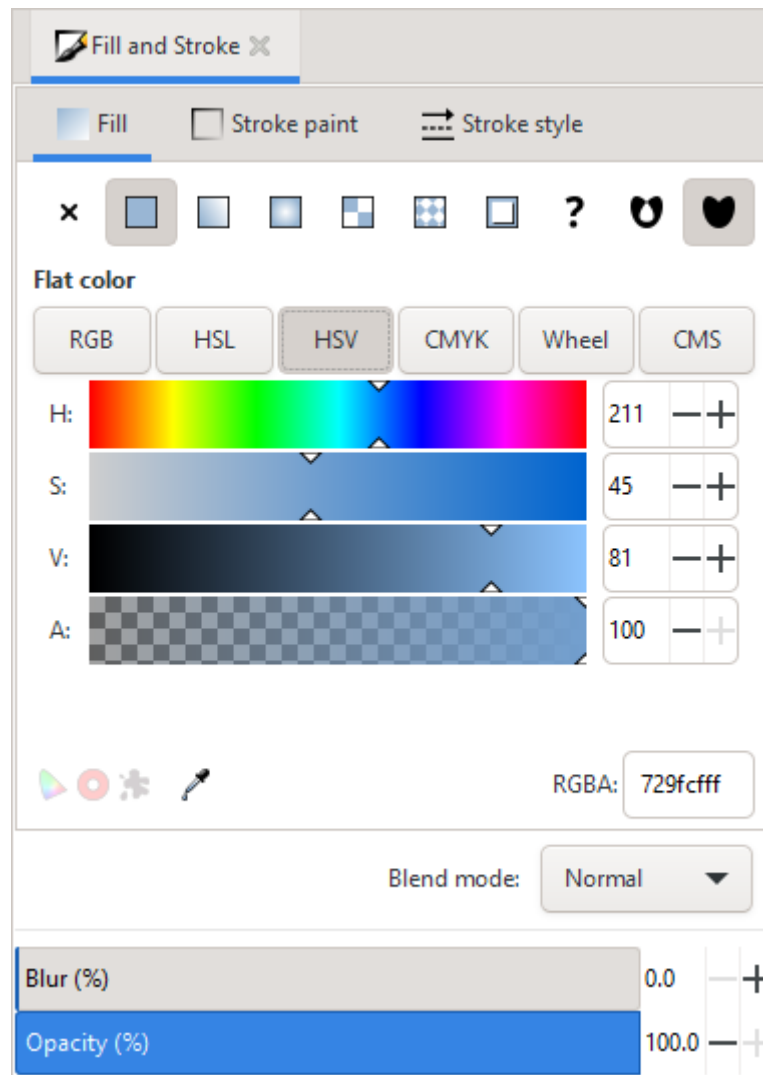 Fill and Stroke
Fill Stroke paint Stroke style
?
Flat color
RGB HSL HSV CMYK Wheel CMS
H: 211
S: 45
V: 81
A: 100
RGBA: 729fcfff
Blend mode: Normal
Blur (%) 0.0
Opacity (%) 100.0